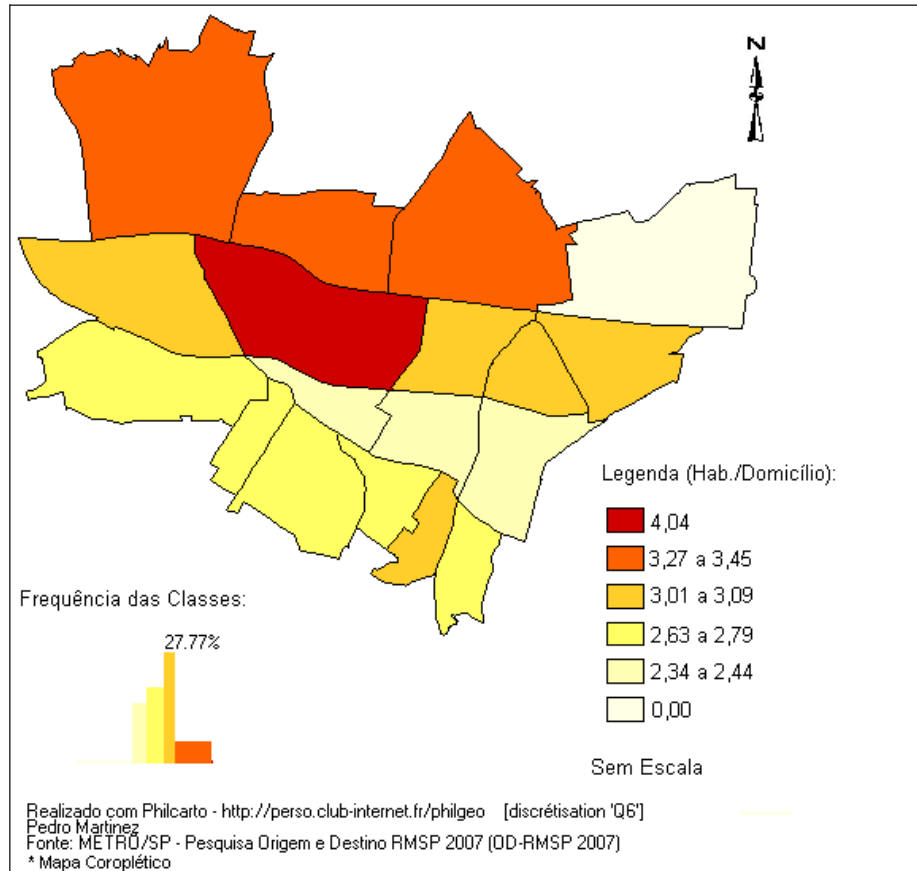 N
Legenda (Hab./Domicílio):
4,04
3,27 a 3,45
3,01 a 3,09
2,63 a 2,79
2,34 a 2,44
0,00
Frequência das Classes:
27.77%
Sem Escala
Realizado com Philcarto - http://perso.club-internet.fr/philgeo [discrétisation 'Q6']
Pedro Martinez
Fonte: METRÔ/SP - Pesquisa Origem e Destino RMSP 2007 (OD-RMSP 2007)
* Mapa Coroplético